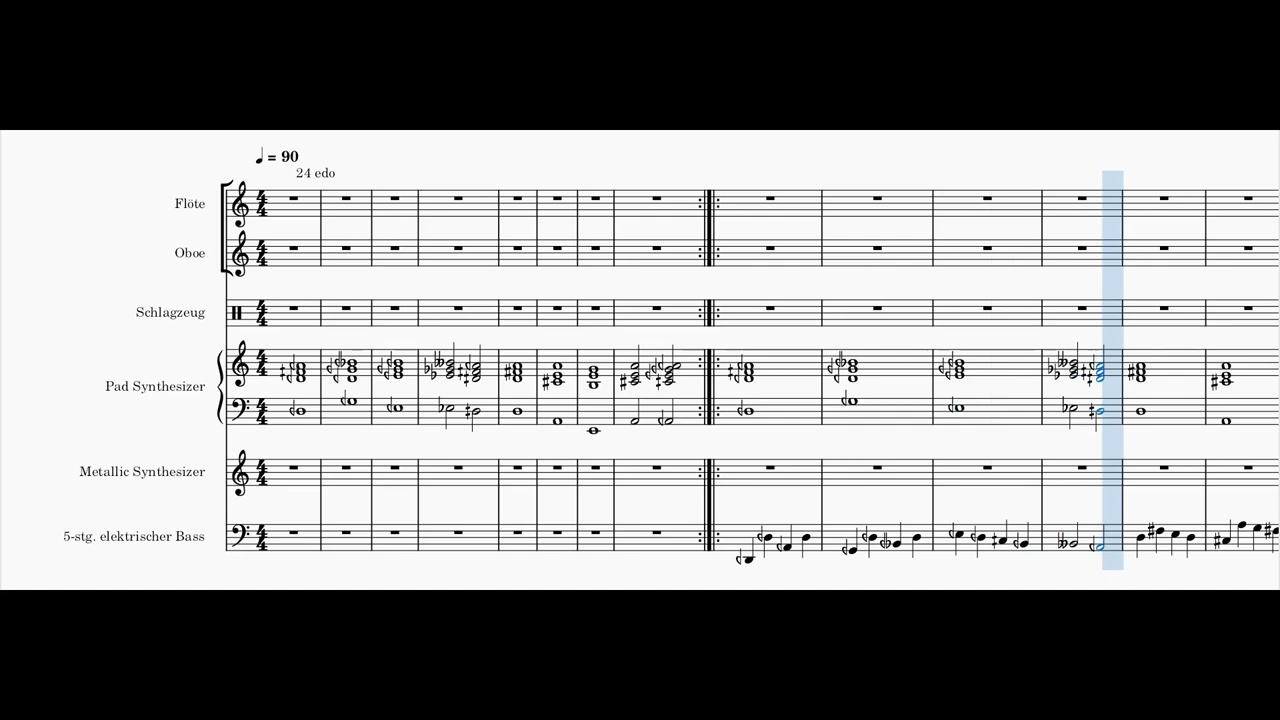 ♩ = 90
24 edo
Flöte
Oboe
Schlagzeug
Pad Synthesizer
Metallic Synthesizer
5-stg. elektrischer Bass